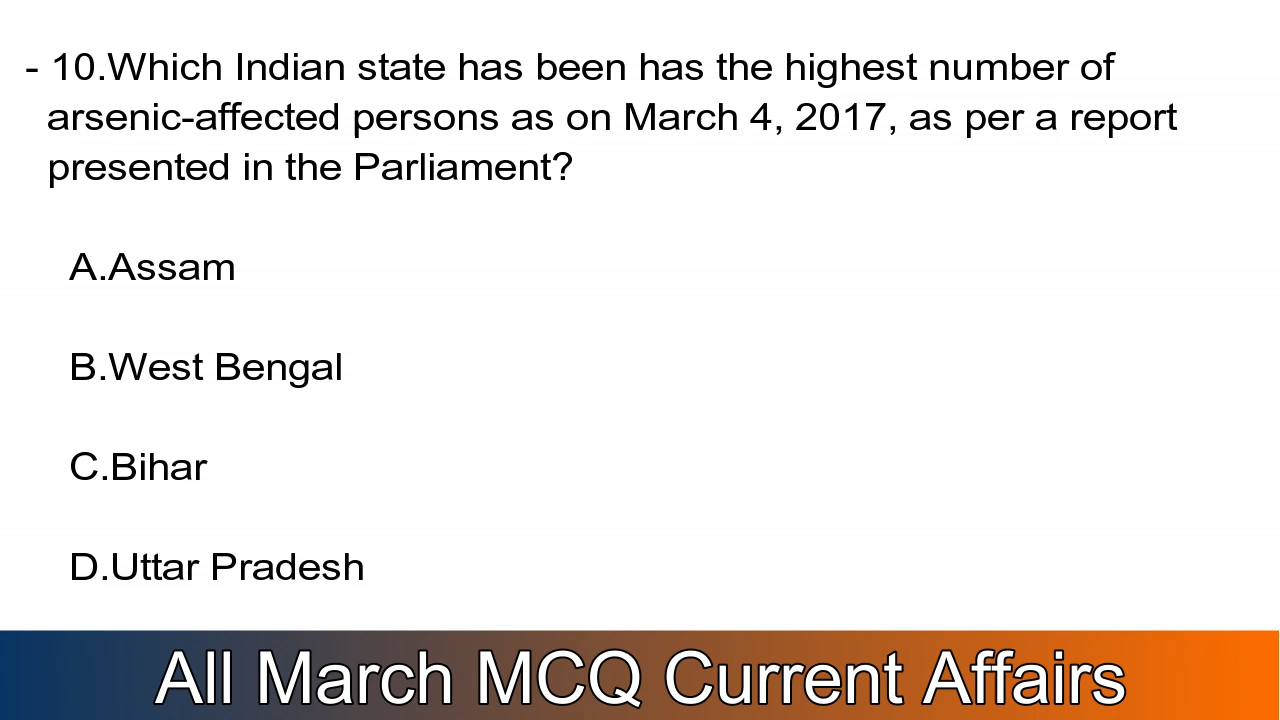 - 10.Which Indian state has been has the highest number of
arsenic-affected persons as on March 4, 2017, as per a report
presented in the Parliament?
A.Assam
B.West Bengal
C.Bihar
D.Uttar Pradesh
All March MCQ Current Affairs